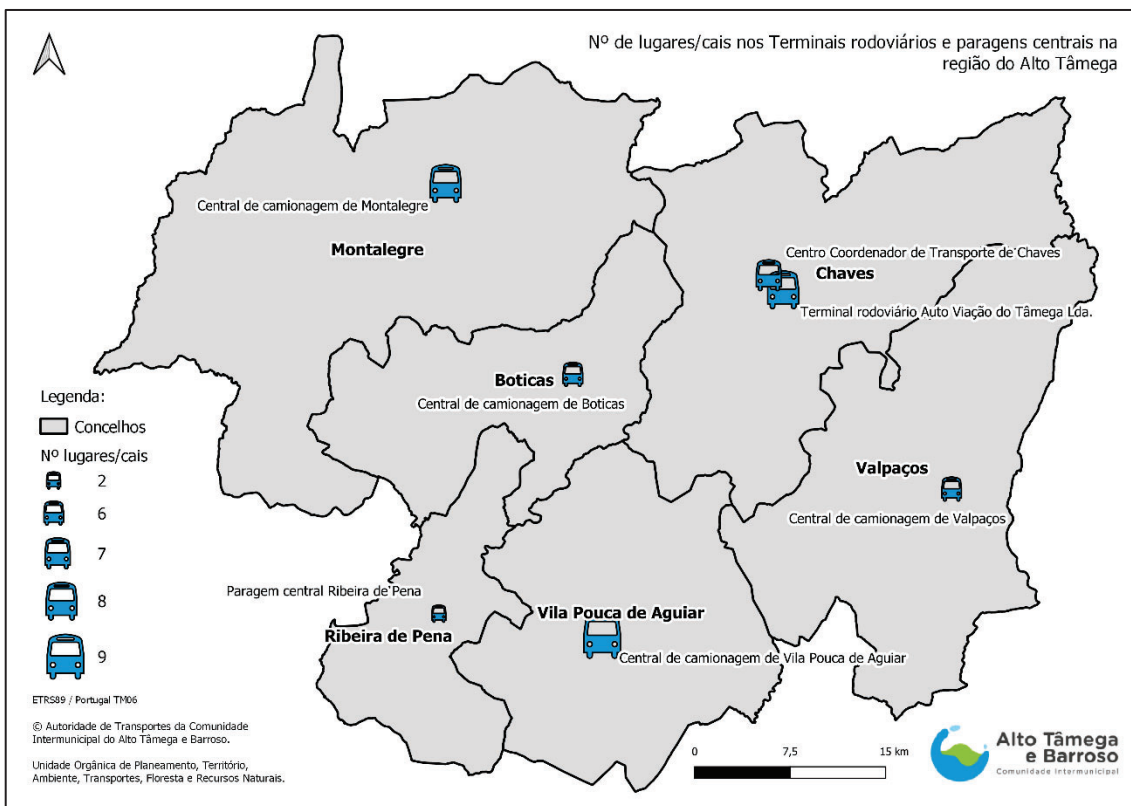 Nº de lugares/cais nos Terminais rodoviários e paragens centrais na
região do Alto Tâmega
Central de camionagem de Montalegre
Montalegre
Centro Coordenador de Transporte de Chaves
Chaves
Terminal rodoviário Auto Viação do Tâmega Lda.
Boticas
Central de camionagem de Boticas
Valpaços
Central de camionagem de Valpaços
Paragem central Ribeira de Pena
Ribeira de Pena
Vila Pouca de Aguiar
Central de camionagem de Vila Pouca de Aguiar
Legenda:
Concelhos
Nº lugares/cais
2
6
7
8
9
ETRS89 / Portugal TM06
© Autoridade de Transportes da Comunidade
Intermunicipal do Alto Tâmega e Barroso.
Unidade Orgânica de Planeamento, Território,
Ambiente, Transportes, Floresta e Recursos Naturais.
0 7,5 15 km
Alto Tâmega
e Barroso
Comunidade Intermunicipal